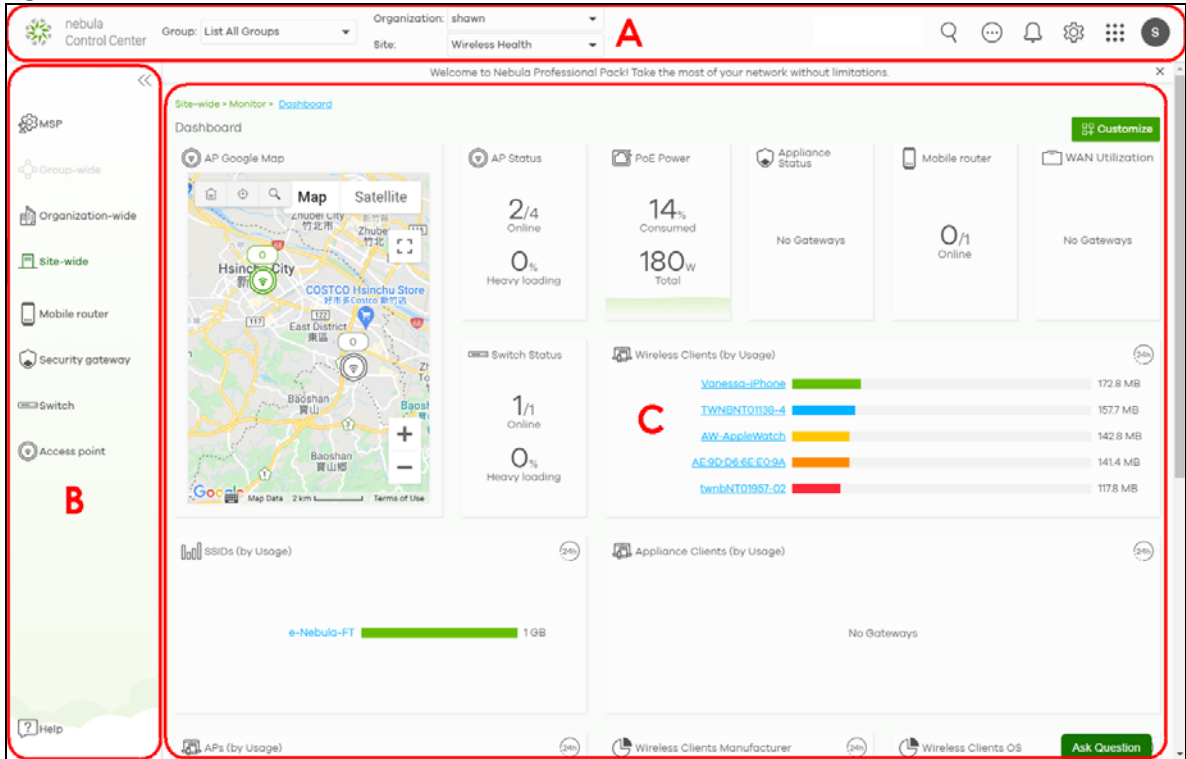 nebula
Control Center
Group: List All Groups
Organization: shawn
Site: Wireless Health
A
S
Welcome to Nebula Professional Pack! Take the most of your network without limitations.
MSP
Group-wide
Organization-wide
Site-wide
Mobile router
Security gateway
Switch
Access point
B
? Help
Site-wide > Monitor > Dashboard
Dashboard
Customize
AP Google Map
Map
Satellite
Zhubei City
竹北市
Zhubei
竹北
0
Hsinchu City
COSTCO Hsinchu Store
好市多Costco 新竹店
117
122
East District
東區
0
Baoshan
寶山
3
Baoshan
寶山鄉
1
+
−
Google
Map Data
2 km
Terms of Use
AP Status
2/4
Online
0%
Heavy loading
PoE Power
14%
Consumed
180W
Total
Appliance
Status
No Gateways
Mobile router
0/1
Online
WAN Utilization
No Gateways
Switch Status
1/1
Online
0%
Heavy loading
Wireless Clients (by Usage)
24h
C
Vanessa-iPhone 172.8 MB
TWNBNT01138-4 157.7 MB
AW-AppleWatch 142.8 MB
AE:9D:D6:6E:E0:9A 141.4 MB
twnbNT01957-02 117.8 MB
SSIDs (by Usage)
24h
e-Nebula-FT 1 GB
Appliance Clients (by Usage)
24h
No Gateways
APs (by Usage)
24h
Wireless Clients Manufacturer
24h
Wireless Clients OS
Ask Question